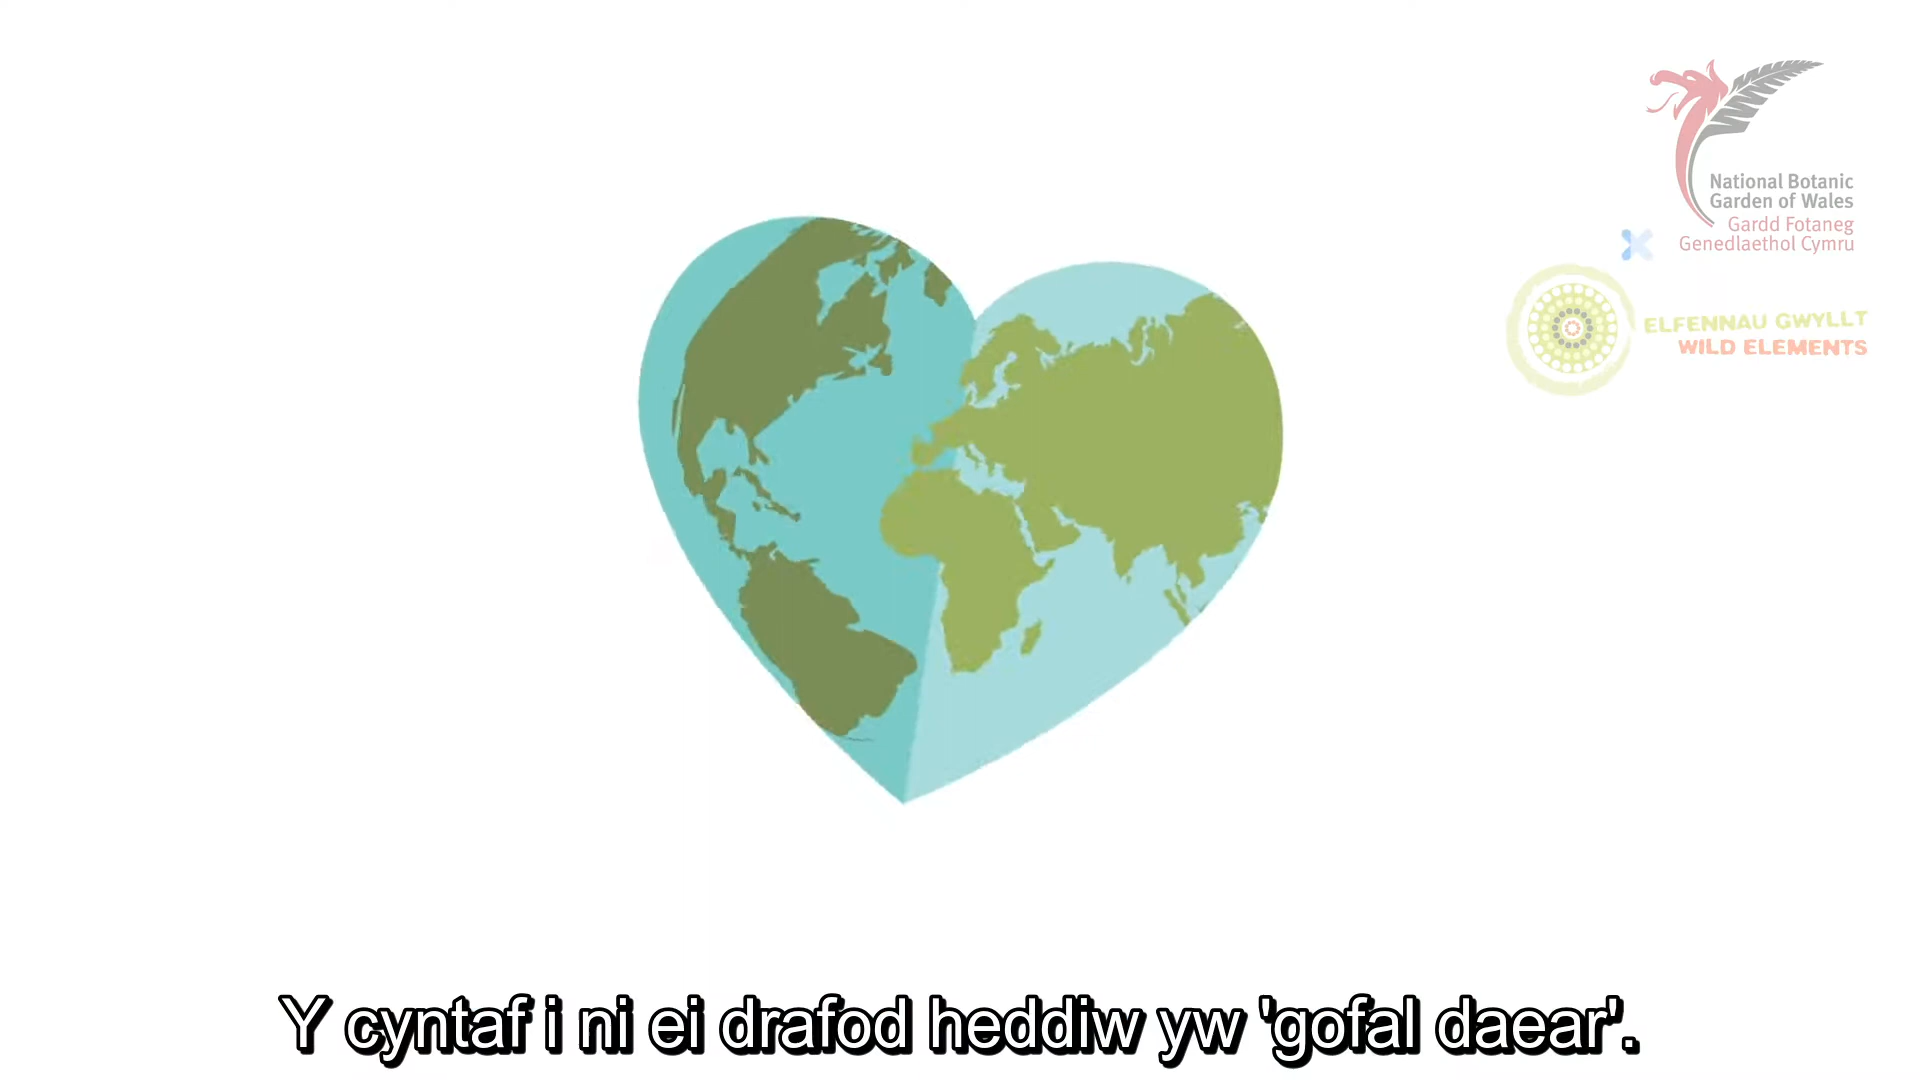 National Botanic
Garden of Wales
Gardd Fotaneg
Genedlaethol Cymru
ELFENNAU GWYLLT
WILD ELEMENTS
Y cyntaf i ni ei drafod heddiw yw 'gofal daear'.